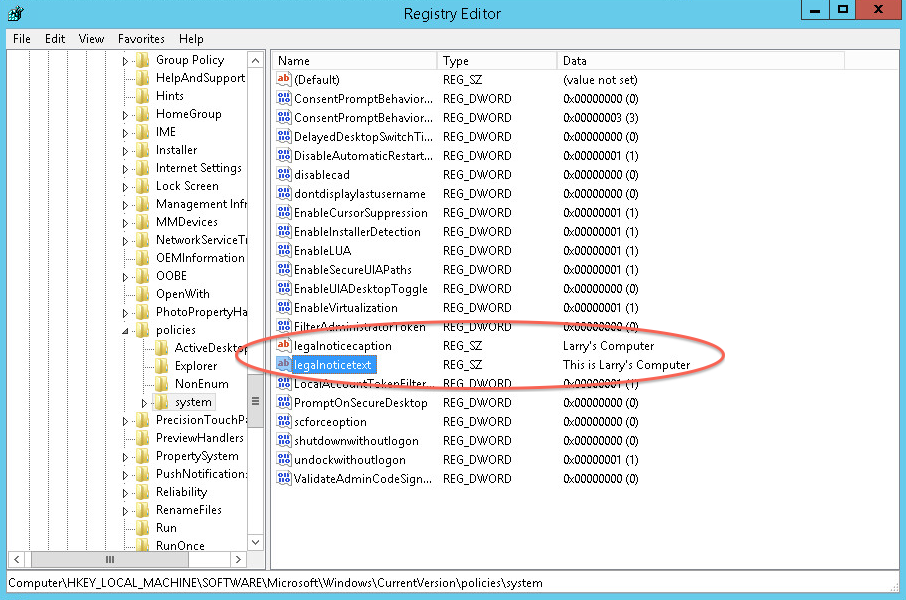 Registry Editor
File Edit View Favorites Help
Group Policy
HelpAndSupport
Hints
HomeGroup
IME
Installer
Internet Settings
Lock Screen
Management Infr
MMDevices
NetworkServiceTr
OEMInformation
OOBE
OpenWith
PhotoPropertyHa
policies
ActiveDesktop
Explorer
NonEnum
system
PrecisionTouchPa
PreviewHandlers
PropertySystem
PushNotification:
Reliability
RenameFiles
Run
RunOnce
Name Type Data
(Default) REG_SZ (value not set)
ConsentPromptBehavior... REG_DWORD 0x00000000 (0)
ConsentPromptBehavior... REG_DWORD 0x00000003 (3)
DelayedDesktopSwitchTi... REG_DWORD 0x00000000 (0)
DisableAutomaticRestart... REG_DWORD 0x00000001 (1)
disablecad REG_DWORD 0x00000000 (0)
dontdisplaylastusername REG_DWORD 0x00000000 (0)
EnableCursorSuppression REG_DWORD 0x00000001 (1)
EnableInstallerDetection REG_DWORD 0x00000001 (1)
EnableLUA REG_DWORD 0x00000001 (1)
EnableSecureUIAPaths REG_DWORD 0x00000001 (1)
EnableUIADesktopToggle REG_DWORD 0x00000000 (0)
EnableVirtualization REG_DWORD 0x00000001 (1)
FilterAdministratorToken REG_DWORD 0x00000000 (0)
legalnoticecaption REG_SZ Larry's Computer
legalnoticetext REG_SZ This is Larry's Computer
LocalAccountTokenFilter REG_DWORD 0x00000001 (1)
PromptOnSecureDesktop REG_DWORD 0x00000000 (0)
scforceoption REG_DWORD 0x00000000 (0)
shutdownwithoutlogon REG_DWORD 0x00000000 (0)
undockwithoutlogon REG_DWORD 0x00000001 (1)
ValidateAdminCodeSign... REG_DWORD 0x00000000 (0)
Computer\HKEY_LOCAL_MACHINE\SOFTWARE\Microsoft\Windows\CurrentVersion\policies\system